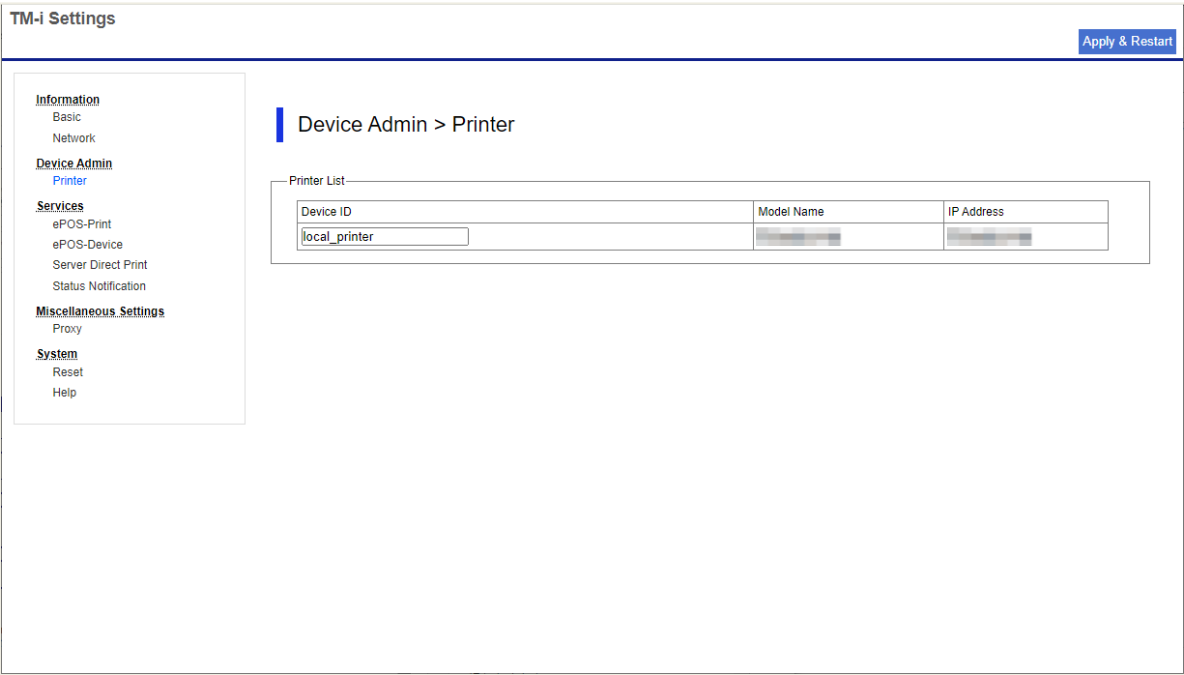 TM-i Settings
Apply & Restart
Information
Basic
Network
Device Admin
Printer
Services
ePOS-Print
ePOS-Device
Server Direct Print
Status Notification
Miscellaneous Settings
Proxy
System
Reset
Help
Device Admin > Printer
Printer List
Device ID Model Name IP Address
local_printer